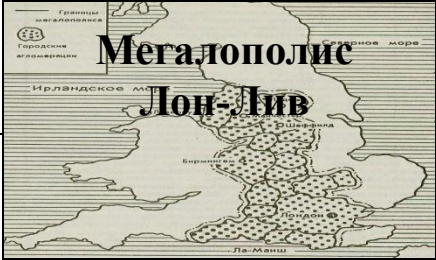 Границы
мегалополиса
Городские
агломерации
Мегалополис
Лон-Лив
Северное море
Ирландское мо
Шеффилд
Бирмингем
Лондон
Ла-Манш